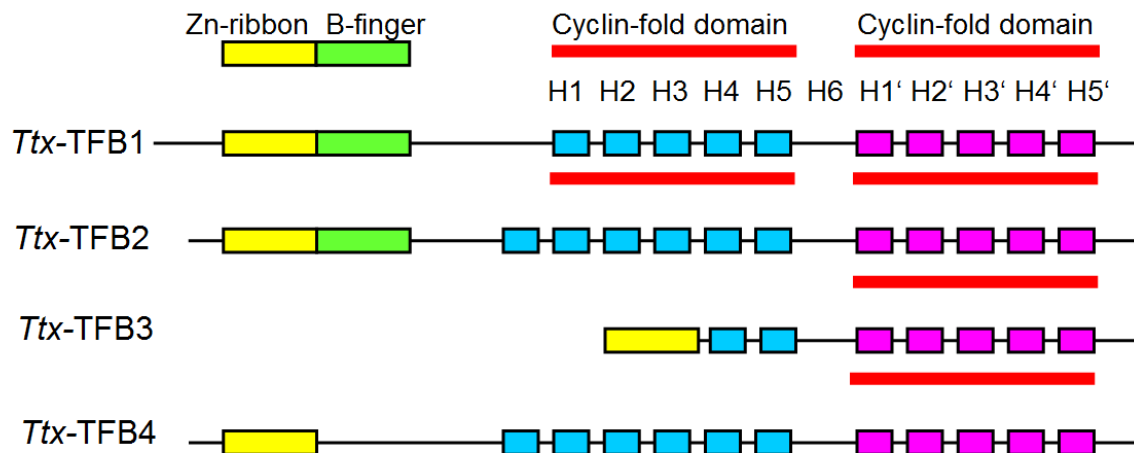 Zn-ribbon B-finger Cyclin-fold domain Cyclin-fold domain
H1 H2 H3 H4 H5 H6 H1‘ H2‘ H3‘ H4‘ H5‘
Ttx-TFB1
Ttx-TFB2
Ttx-TFB3
Ttx-TFB4